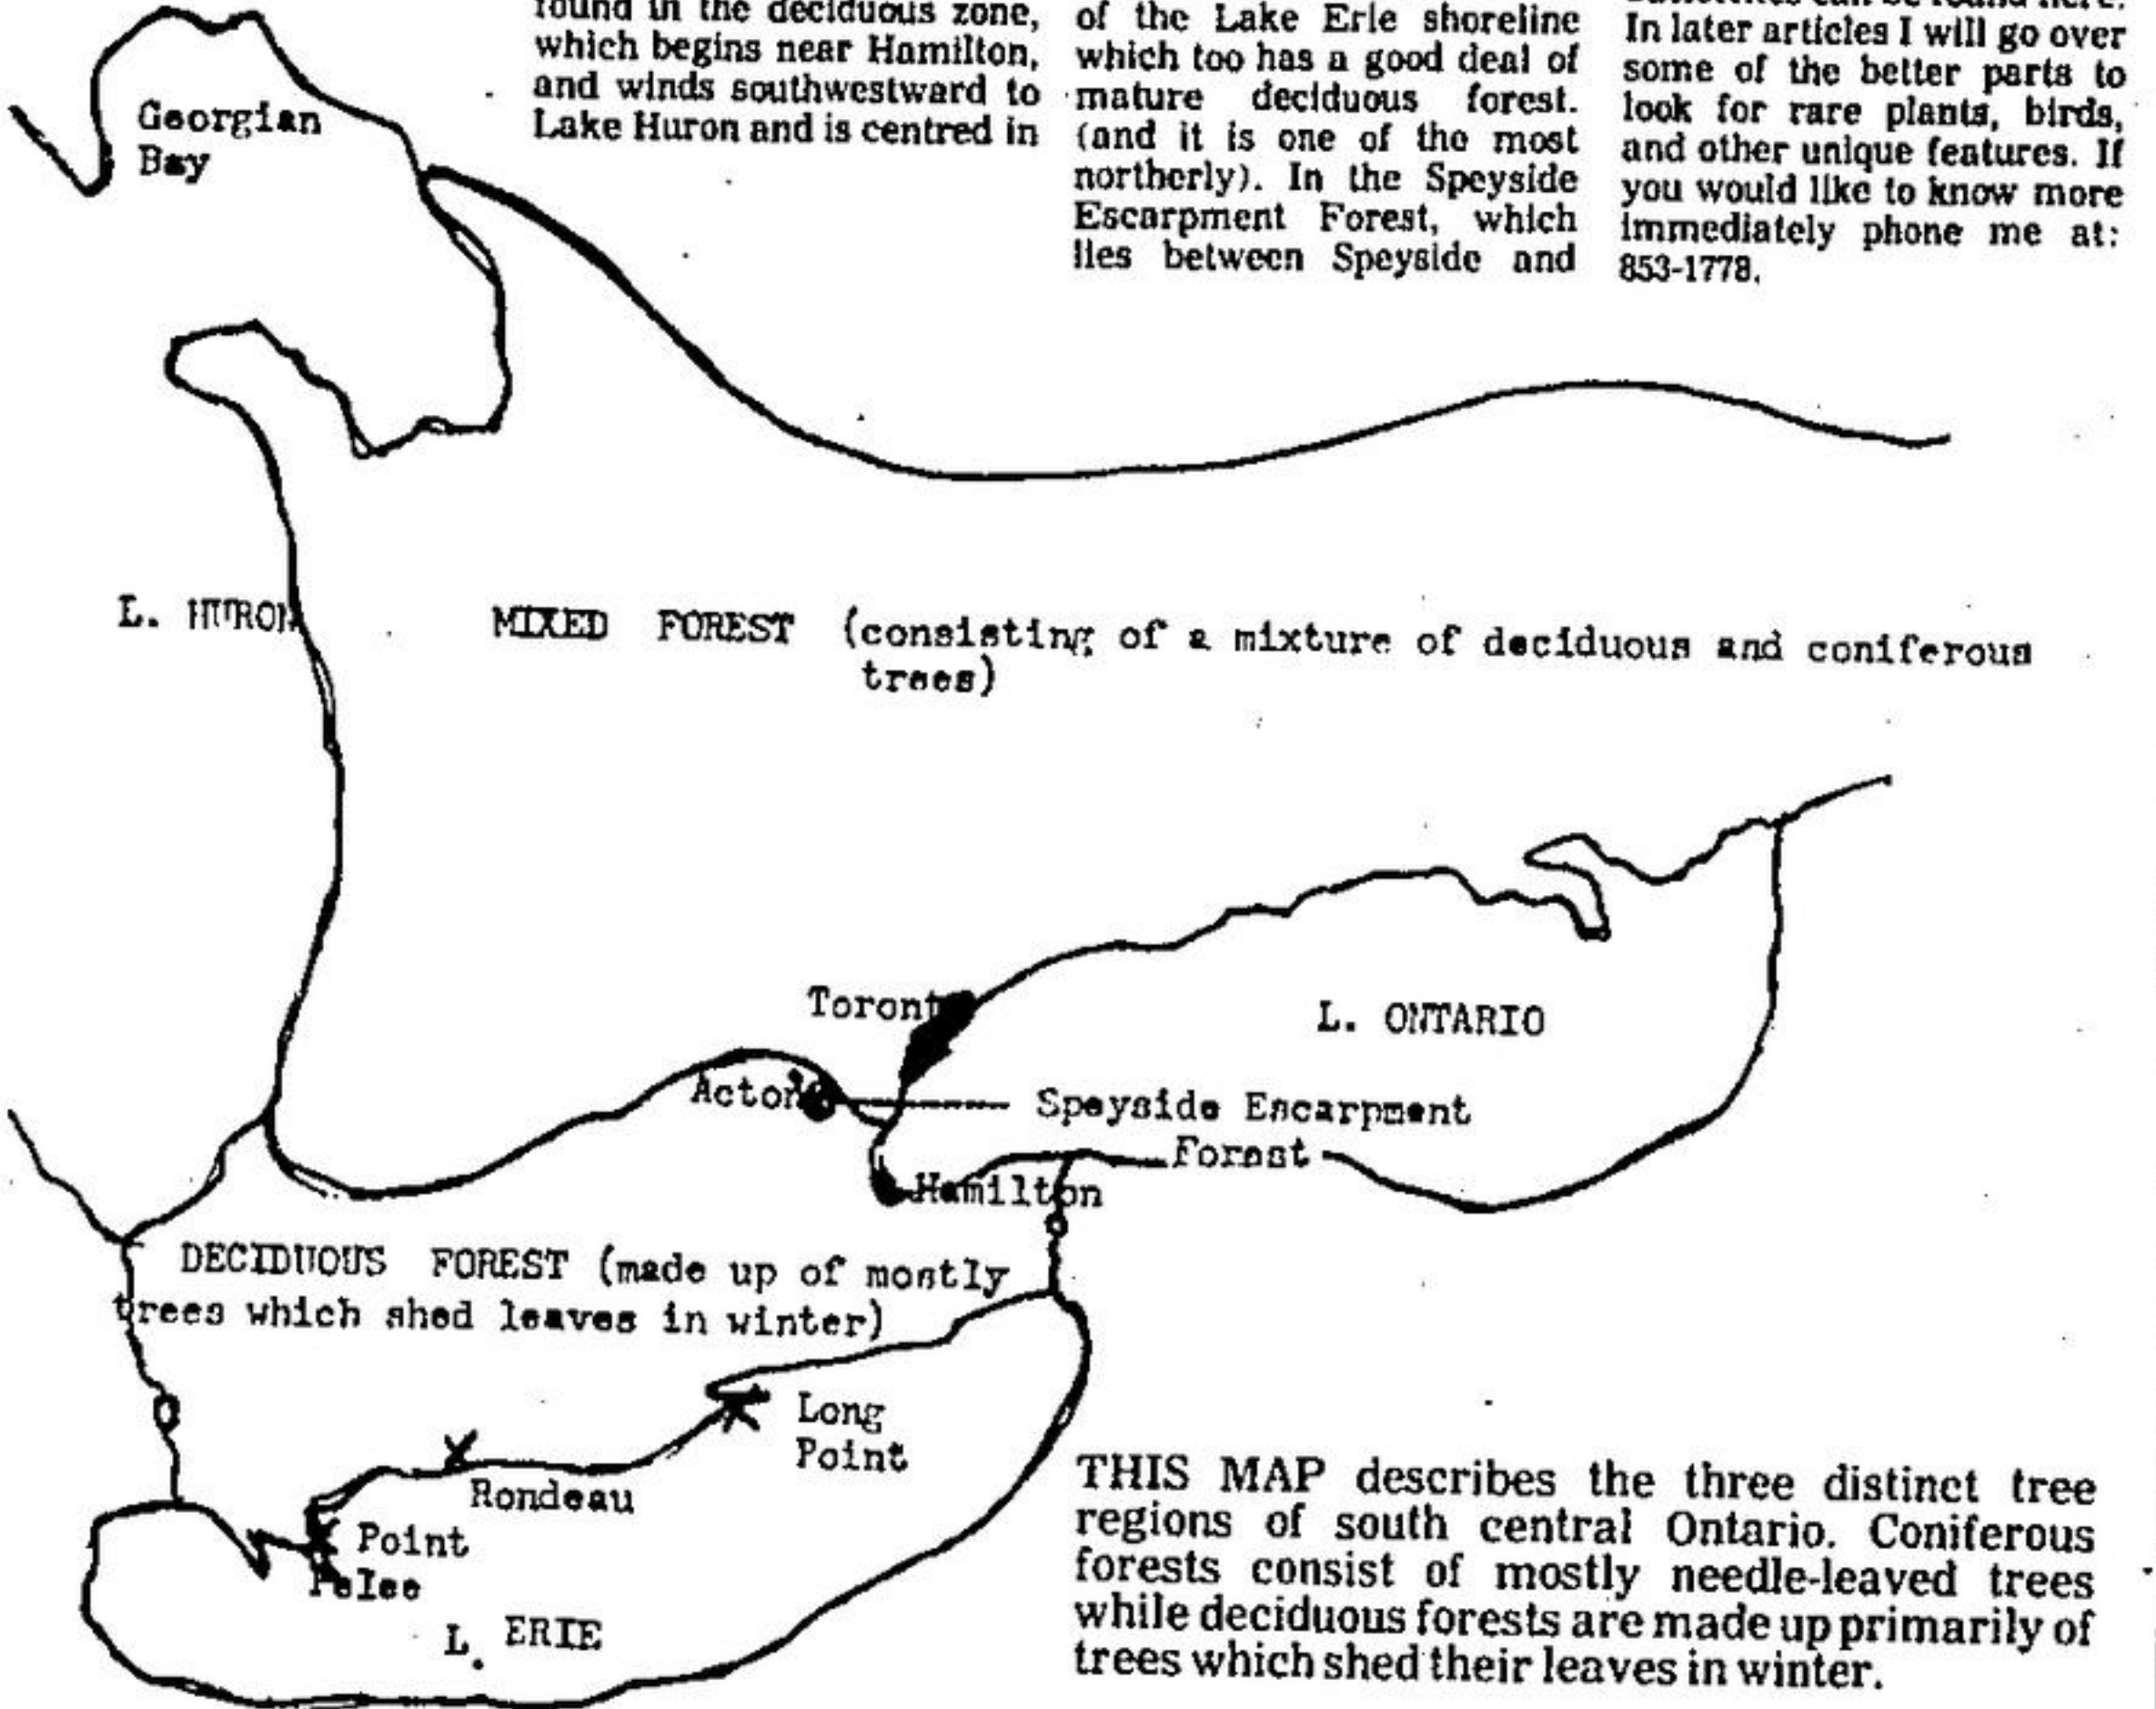 found in the deciduous zone,
which begins near Hamilton,
and winds southwestward to
Lake Huron and is centred in
of the Lake Erie shoreline
which too has a good deal of
mature deciduous forest.
(and it is one of the most
northerly). In the Speyside
Escarpment Forest, which
lies between Speyside and
In later articles I will go over
some of the better parts to
look for rare plants, birds,
and other unique features. If
you would like to know more
immediately phone me at:
853-1778.
Georgian
Bay
L. HURON
MIXED FOREST (consisting of a mixture of deciduous and coniferous
trees)
Toronto
L. ONTARIO
Acton
Speyside Escarpment
Forest
Hamilton
DECIDUOUS FOREST (made up of mostly
trees which shed leaves in winter)
Long
Point
Rondeau
Point
Pelee
L. ERIE
THIS MAP describes the three distinct tree
regions of south central Ontario. Coniferous
forests consist of mostly needle-leaved trees
while deciduous forests are made up primarily of
trees which shed their leaves in winter.